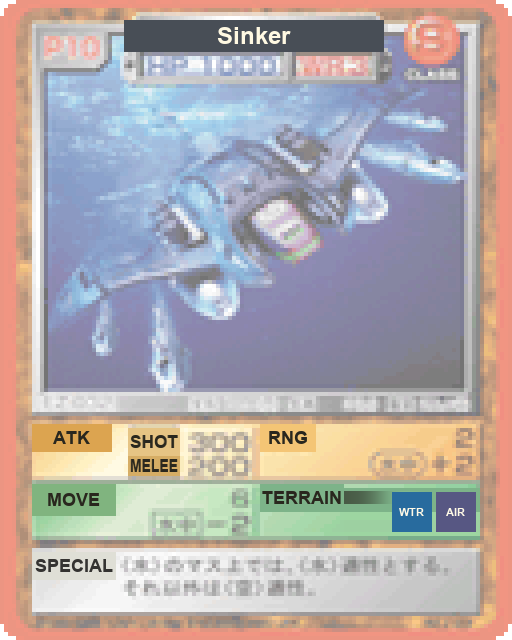 Sinker
P10
S
CLASS
HP 1000
ATK
SHOT 300
MELEE 200
RNG 2
(水中)+2
MOVE 6
水中 -2
TERRAIN
WTR AIR
SPECIAL (水)のマス上では、(水)適性とする。
それ以外は(空)適性。